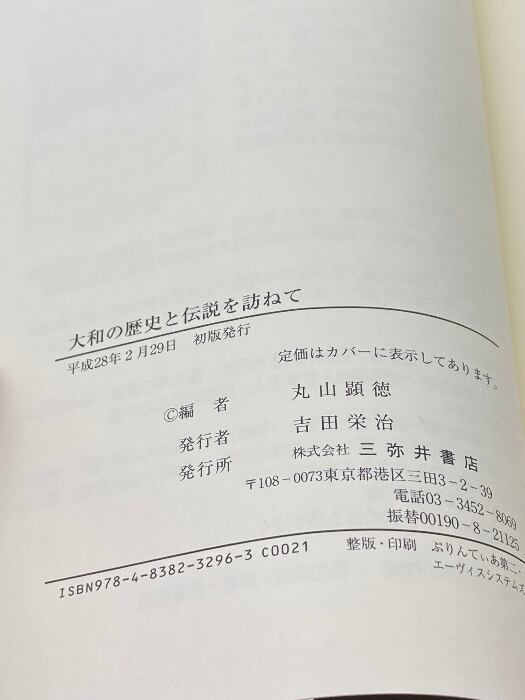 大和の歴史と伝説を訪ねて
平成28年2月29日　初版発行
定価はカバーに表示してあります。
©編　者　丸山顕徳
発行者　吉田栄治
発行所　株式会社 三弥井書店
〒108-0073東京都港区三田3-2-39
電話03-3452-8069
振替00190-8-21125
ISBN978-4-8382-3296-3 C0021　整版・印刷　ぷりんてぃあ第二・
エーヴィスシステムズ